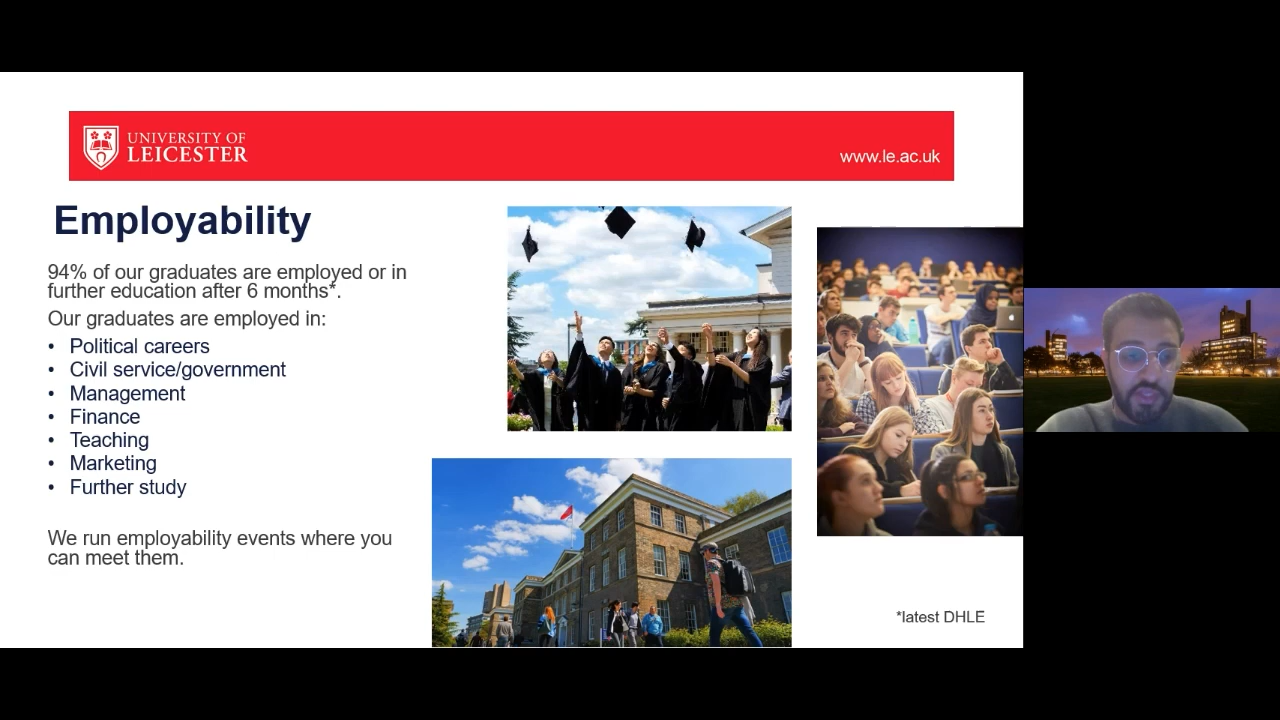 UNIVERSITY OF
LEICESTER
www.le.ac.uk
Employability
94% of our graduates are employed or in
further education after 6 months*.
Our graduates are employed in:
• Political careers
• Civil service/government
• Management
• Finance
• Teaching
• Marketing
• Further study
We run employability events where you
can meet them.
*latest DHLE